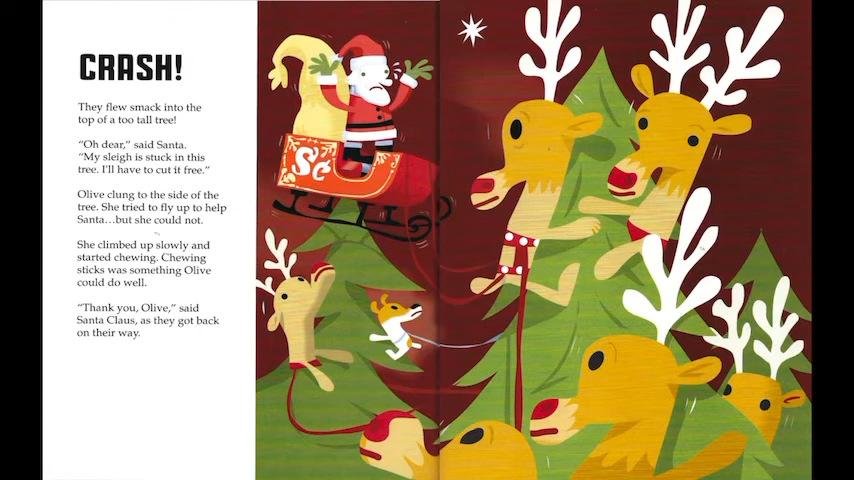 CRASH!
They flew smack into the
top of a too tall tree!
“Oh dear,” said Santa.
“My sleigh is stuck in this
tree. I'll have to cut it free.”
Olive clung to the side of the
tree. She tried to fly up to help
Santa...but she could not.
She climbed up slowly and
started chewing. Chewing
sticks was something Olive
could do well.
“Thank you, Olive,” said
Santa Claus, as they got back
on their way.
SC